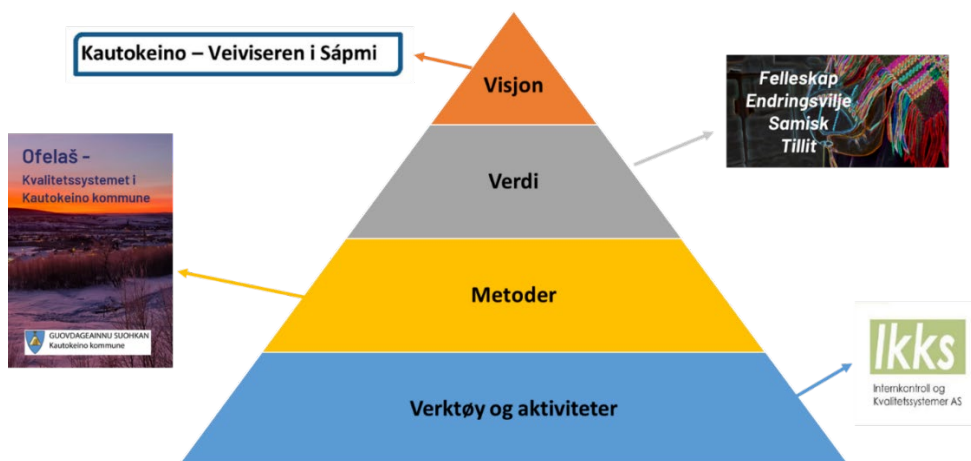 Kautokeino – Veiviseren i Sápmi
Visjon
Felleskap
Endringsvilje
Samisk
Tillit
Ofelaš -
Kvalitetssystemet i
Kautokeino kommune
Verdi
Metoder
GUOVDAGEAINNU SUOHKAN
Kautokeino kommune
Ikks
Internkontroll og
Kvalitetssystemer AS
Verktøy og aktiviteter